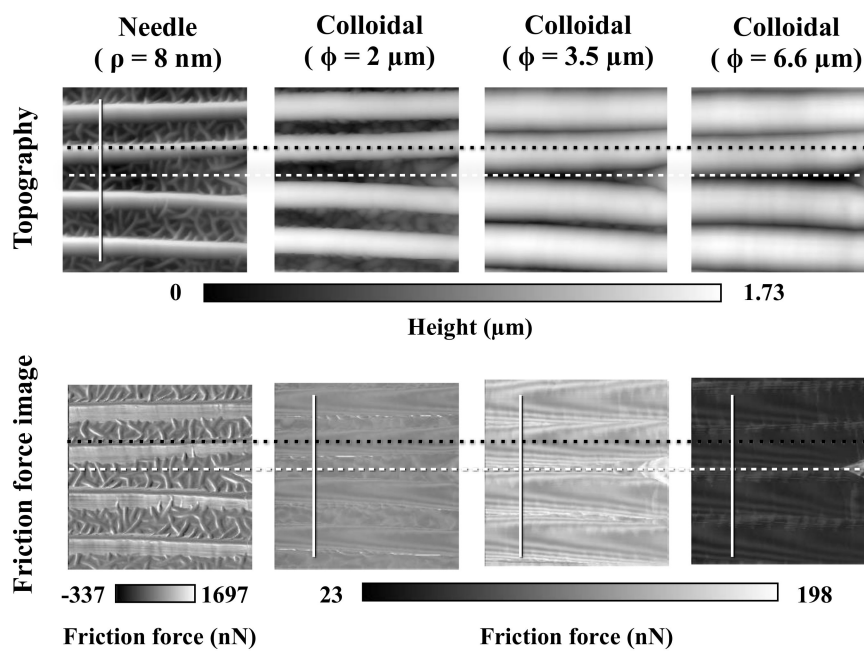 Needle
( ρ = 8 nm)
Colloidal
( ϕ = 2 µm)
Colloidal
( ϕ = 3.5 µm)
Colloidal
( ϕ = 6.6 µm)
Topography
0
1.73
Height (µm)
Friction force image
-337
1697
23
198
Friction force (nN)
Friction force (nN)